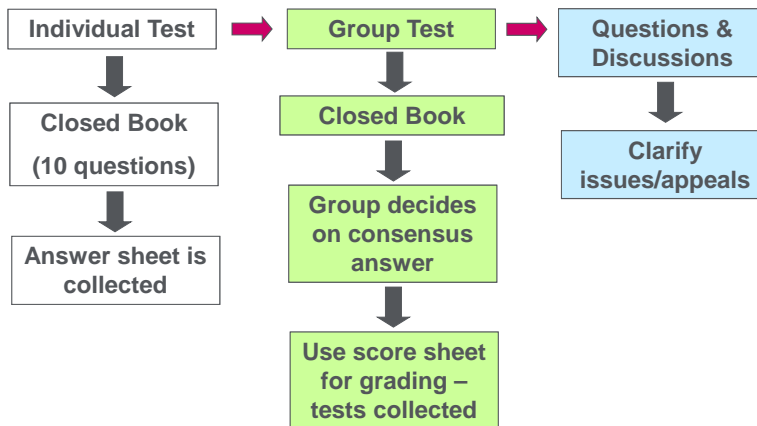 Individual Test
Closed Book
(10 questions)
Answer sheet is
collected
Group Test
Closed Book
Group decides
on consensus
answer
Use score sheet
for grading –
tests collected
Questions &
Discussions
Clarify
issues/appeals